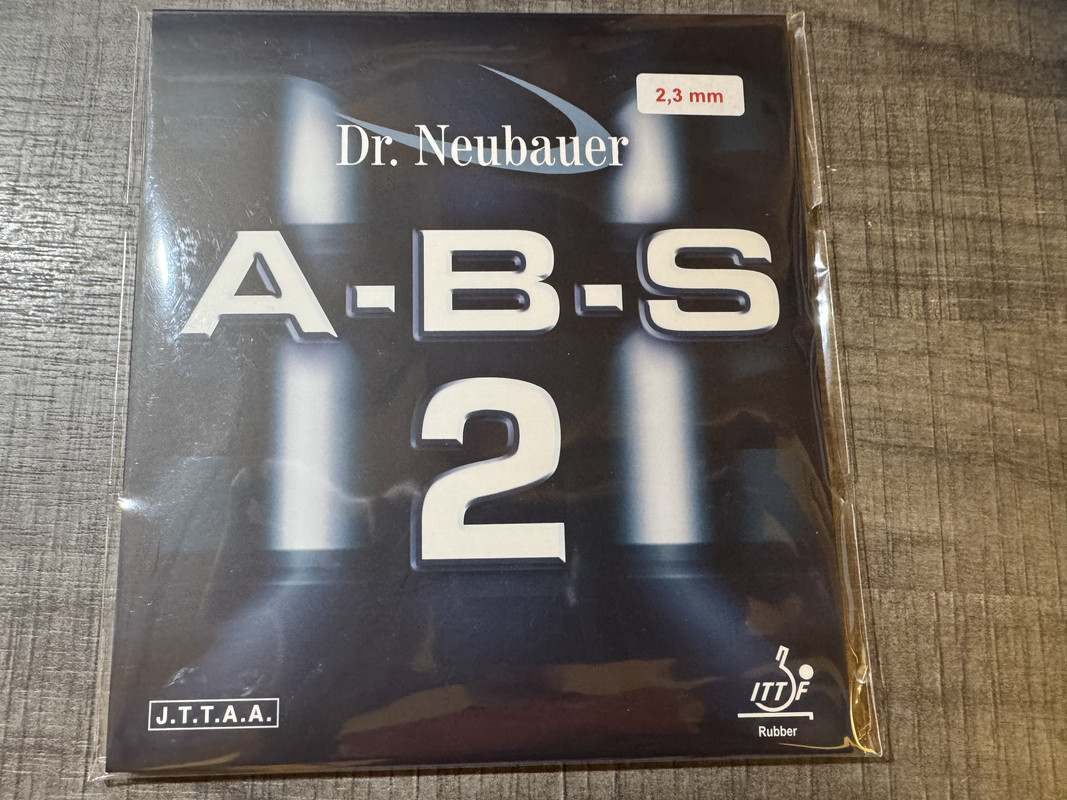 2,3 mm
Dr. Neubauer
A-B-S
2
J.T.T.A.A.
ITTF
Rubber